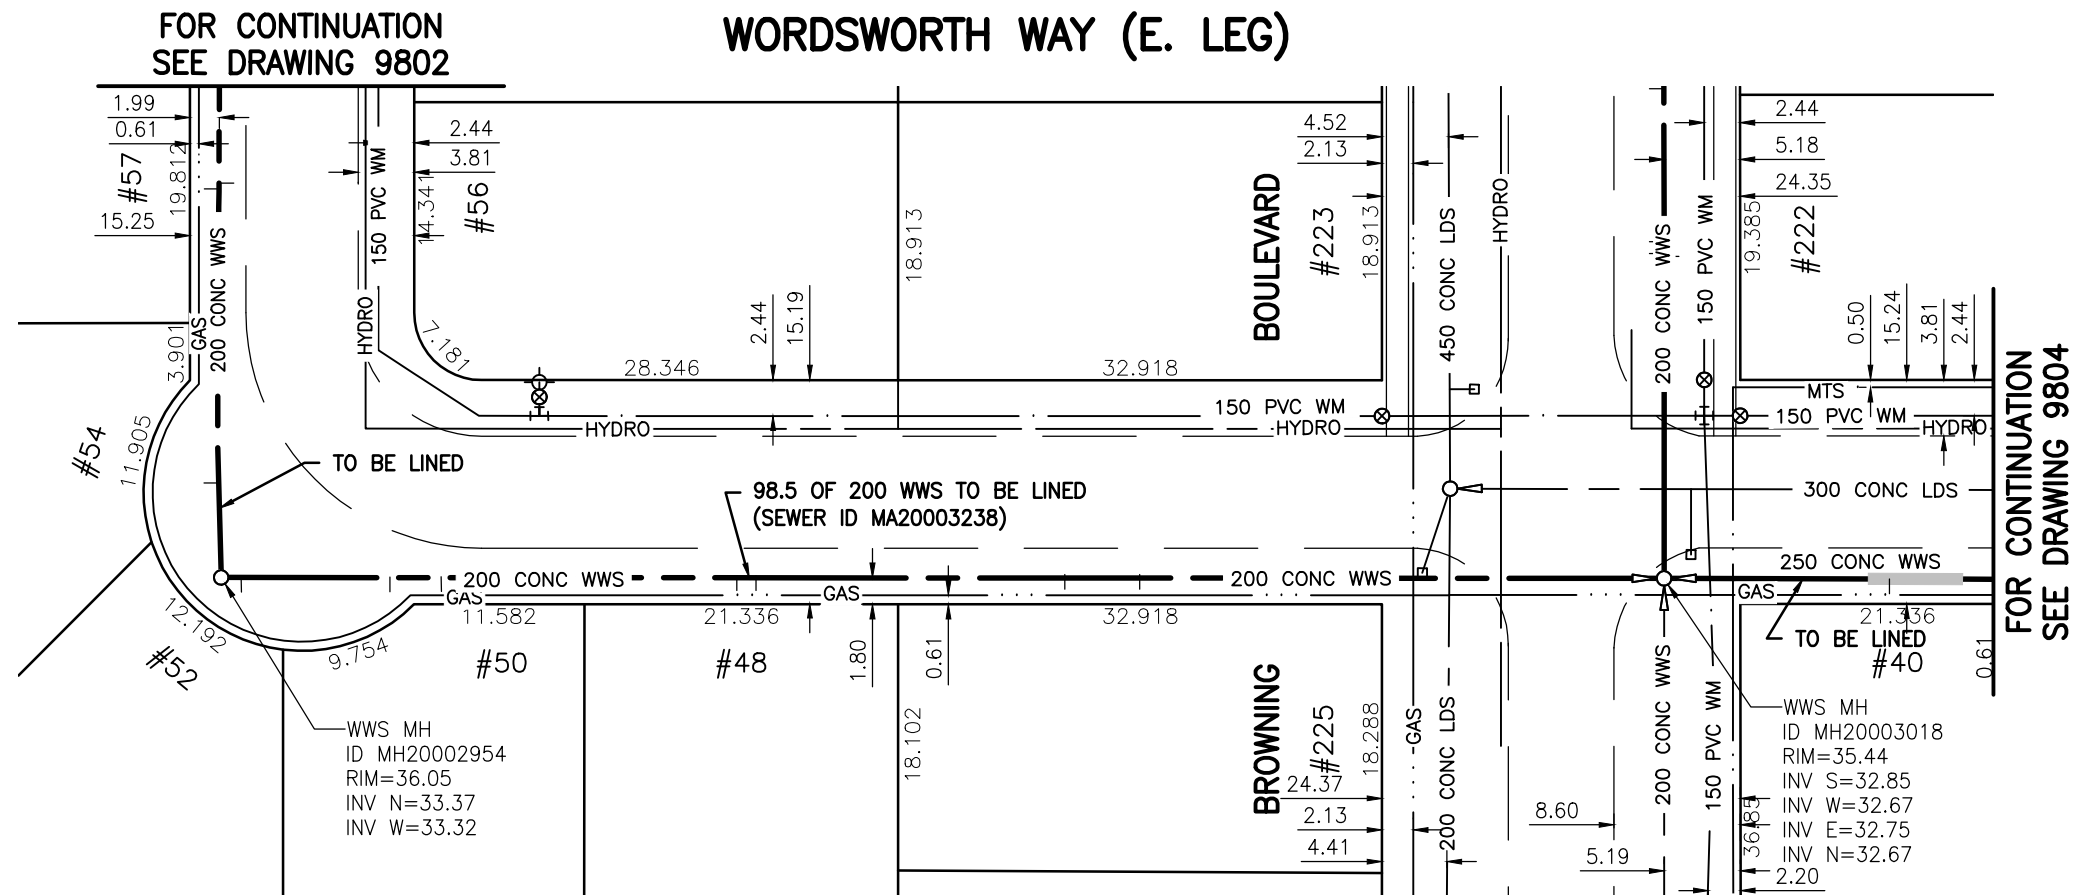 FOR CONTINUATION
SEE DRAWING 9802
WORDSWORTH WAY (E. LEG)
1.99
0.61
#57
19.812
15.25
200 CONC WWS
GAS
3.901
150 PVC WM
HYDRO
2.44
3.81
14.341
#56
7.181
28.346
2.44
15.19
18.913
32.918
BOULEVARD
4.52
2.13
#223
18.913
450 CONC LDS
HYDRO
200 CONC WWS
150 PVC WM
2.44
5.18
24.35
19.385
#222
0.50
15.24
3.81
2.44
MTS
150 PVC WM
HYDRO
150 PVC WM
HYDRO
HYDRO
FOR CONTINUATION
SEE DRAWING 9804
#54
11.905
TO BE LINED
98.5 OF 200 WWS TO BE LINED
(SEWER ID MA20003238)
300 CONC LDS
250 CONC WWS
200 CONC WWS
200 CONC WWS
GAS
GAS
GAS
11.582
21.336
32.918
21.336
12.192
9.754
#52
#50
#48
1.80
0.61
TO BE LINED
#40
0.61
WWS MH
ID MH20002954
RIM=36.05
INV N=33.37
INV W=33.32
18.102
BROWNING
#225
18.288
24.37
2.13
4.41
GAS
200 CONC LDS
8.60
5.19
200 CONC WWS
150 PVC WM
36.85
2.20
WWS MH
ID MH20003018
RIM=35.44
INV S=32.85
INV W=32.67
INV E=32.75
INV N=32.67